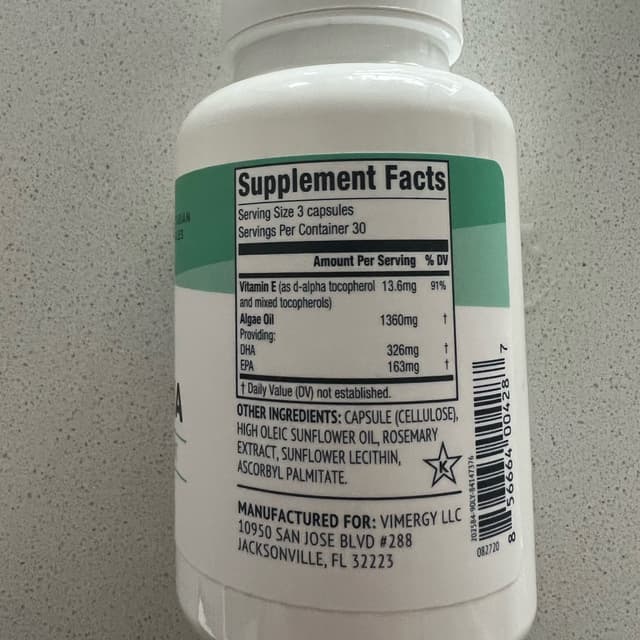 Supplement Facts
Serving Size 3 capsules
Servings Per Container 30
Amount Per Serving % DV
Vitamin E (as d-alpha tocopherol 13.6mg 91%
and mixed tocopherols)
Algae Oil 1360mg †
Providing:
DHA 326mg †
EPA 163mg †
† Daily Value (DV) not established.
OTHER INGREDIENTS: CAPSULE (CELLULOSE),
HIGH OLEIC SUNFLOWER OIL, ROSEMARY
EXTRACT, SUNFLOWER LECITHIN,
ASCORBYL PALMITATE.
K
MANUFACTURED FOR: VIMERGY LLC
10950 SAN JOSE BLVD #288
JACKSONVILLE, FL 32223
A
082720
8 56664 00428 7